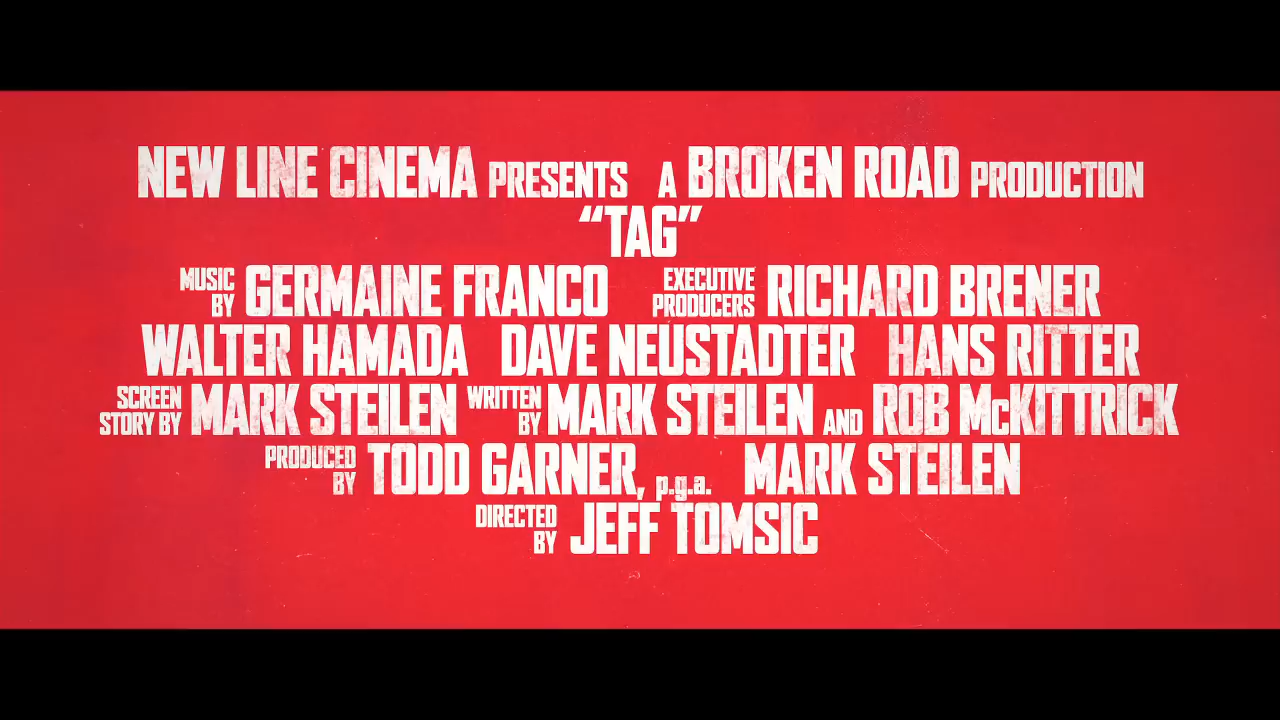 NEW LINE CINEMA PRESENTS A BROKEN ROAD PRODUCTION
“TAG”
MUSIC BY GERMAINE FRANCO EXECUTIVE PRODUCERS RICHARD BRENER
WALTER HAMADA DAVE NEUSTADTER HANS RITTER
SCREEN STORY BY MARK STEILEN WRITTEN BY MARK STEILEN AND ROB McKITTRICK
PRODUCED BY TODD GARNER, p.g.a. MARK STEILEN
DIRECTED BY JEFF TOMSIC